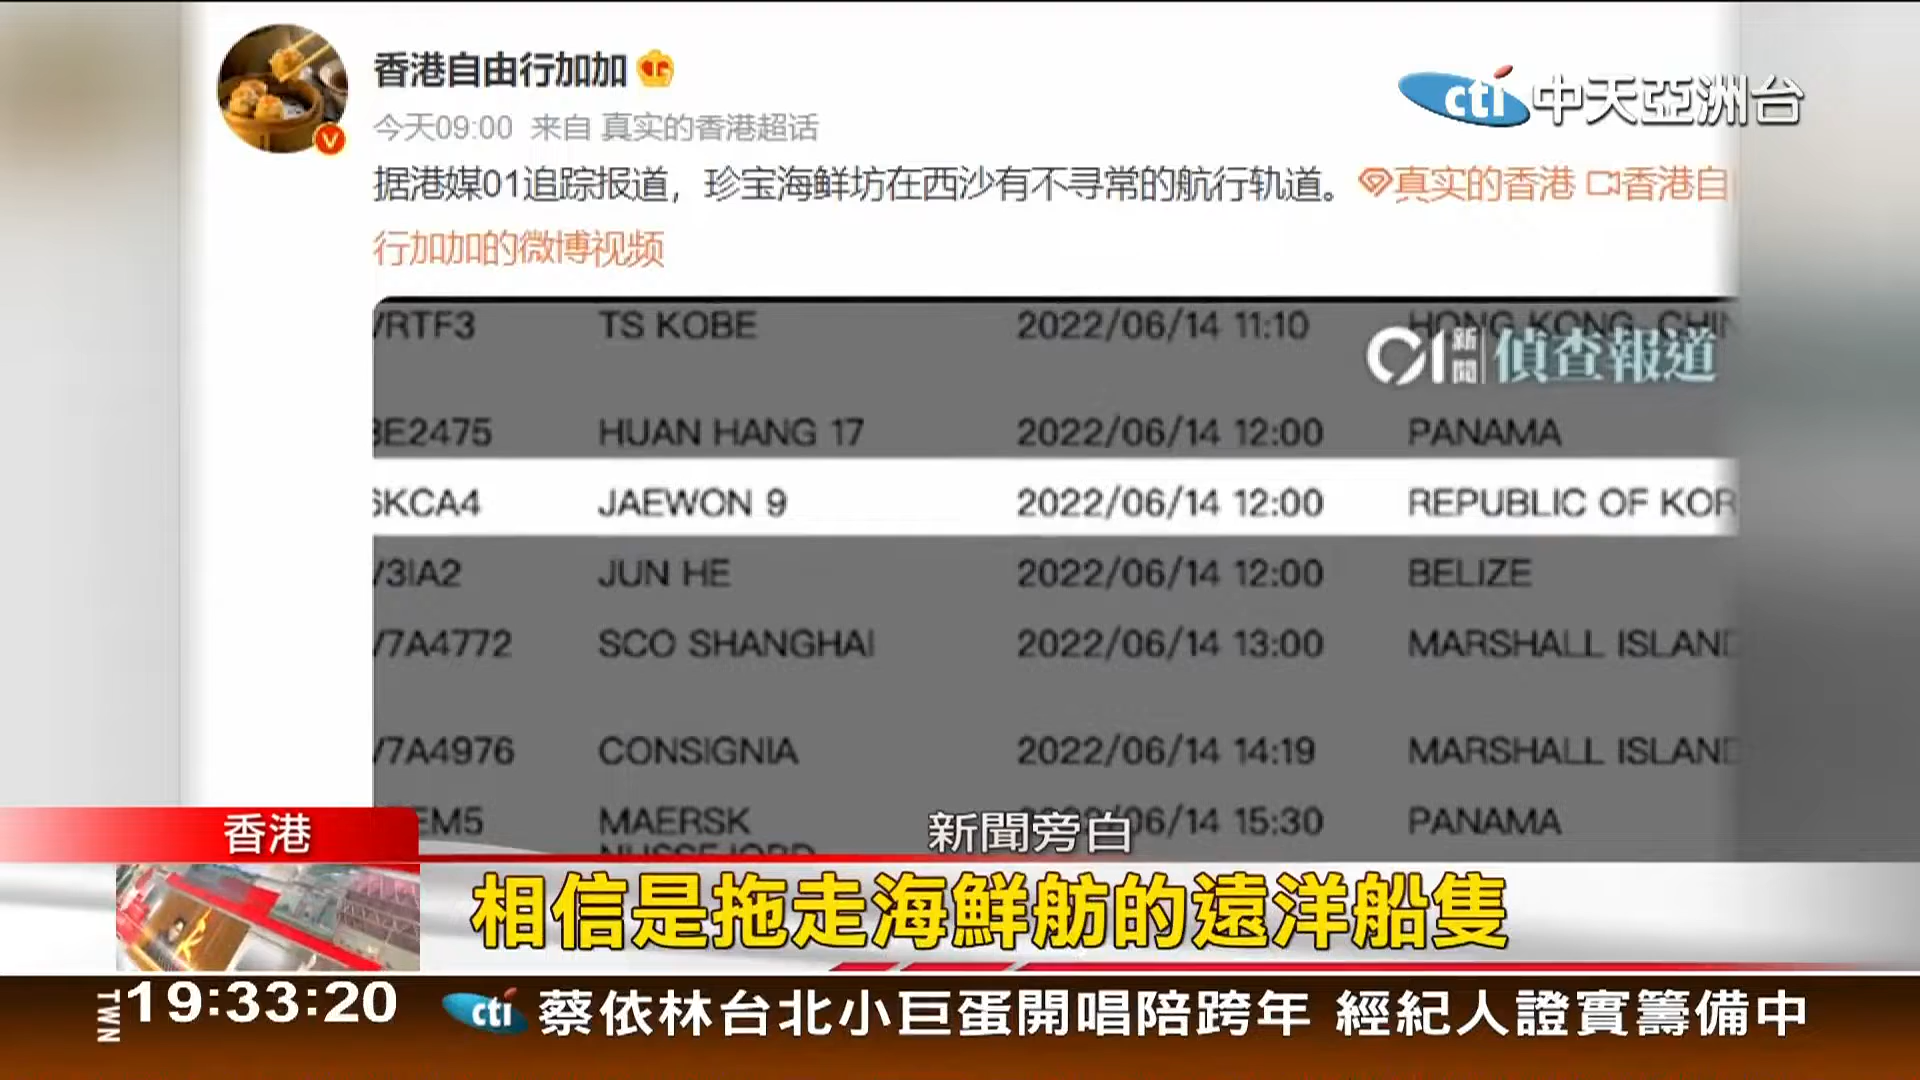 香港自由行加加
今天09:00 来自 真实的香港超话
cti 中天亞洲台
据港媒01追踪报道，珍宝海鲜坊在西沙有不寻常的航行轨道。真实的香港 香港自
行加加的微博视频
RTF3 TS KOBE 2022/06/14 11:10 HONG KONG, CHIN
01 新聞 偵查報道
E2475 HUAN HANG 17 2022/06/14 12:00 PANAMA
KCA4 JAEWON 9 2022/06/14 12:00 REPUBLIC OF KOR
3IA2 JUN HE 2022/06/14 12:00 BELIZE
7A4772 SCO SHANGHAI 2022/06/14 13:00 MARSHALL ISLAND
7A4976 CONSIGNIA 2022/06/14 14:19 MARSHALL ISLAND
EM5 MAERSK 06/14 15:30 PANAMA
香港
新聞旁白
相信是拖走海鮮舫的遠洋船隻
TWN 19:33:20
cti 蔡依林台北小巨蛋開唱陪跨年 經紀人證實籌備中